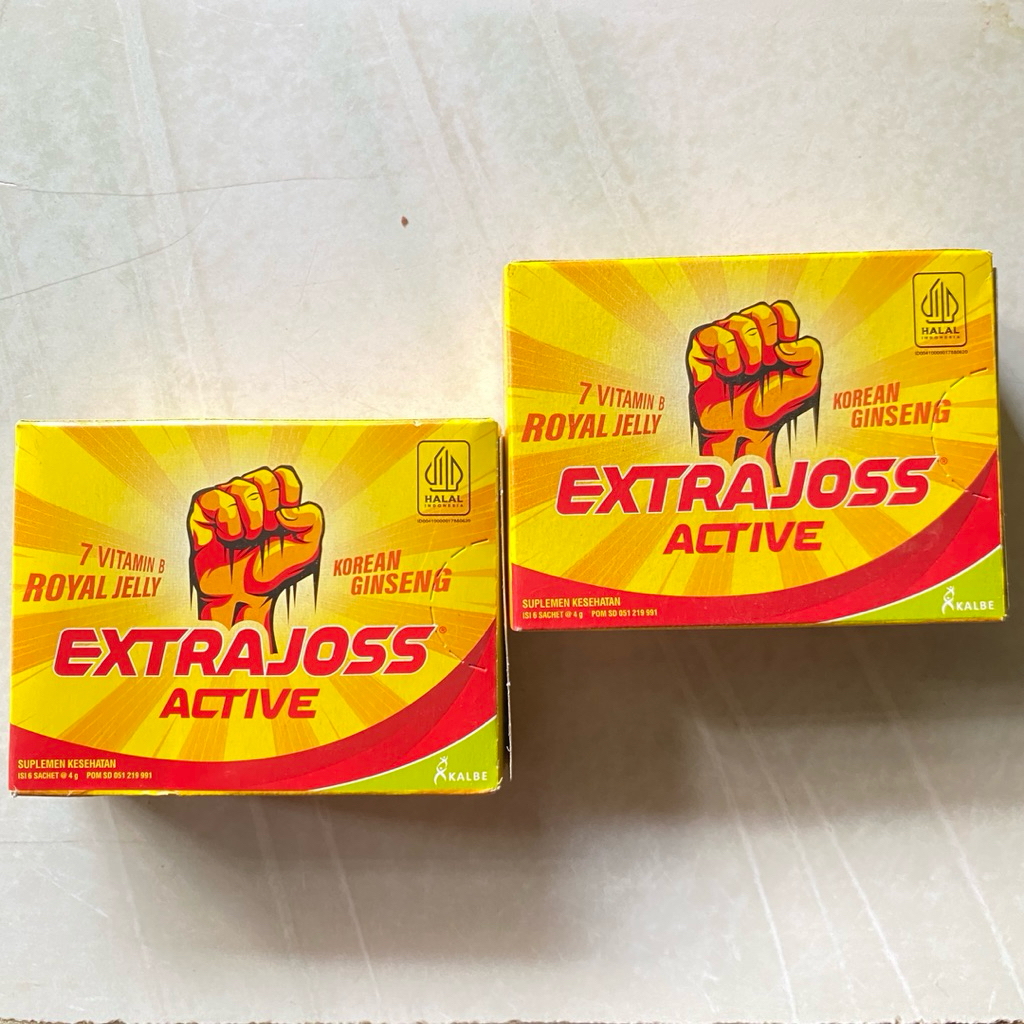 HALAL
INDONESIA
7 VITAMIN B
ROYAL JELLY
KOREAN
GINSENG
EXTRAJOSS®
ACTIVE
SUPLEMEN KESEHATAN
ISI 6 SACHET @ 4 g POM SD 051 219 991
KALBE
HALAL
INDONESIA
7 VITAMIN B
ROYAL JELLY
KOREAN
GINSENG
EXTRAJOSS®
ACTIVE
SUPLEMEN KESEHATAN
ISI 6 SACHET @ 4 g POM SD 051 219 991
KALBE